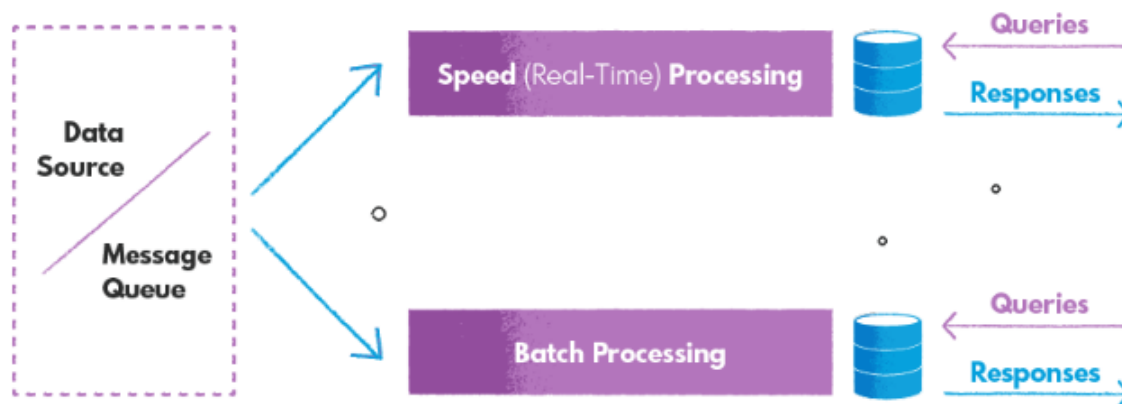 Data
Source
Message
Queue
Speed (Real-Time) Processing
Queries
Responses
Batch Processing
Queries
Responses